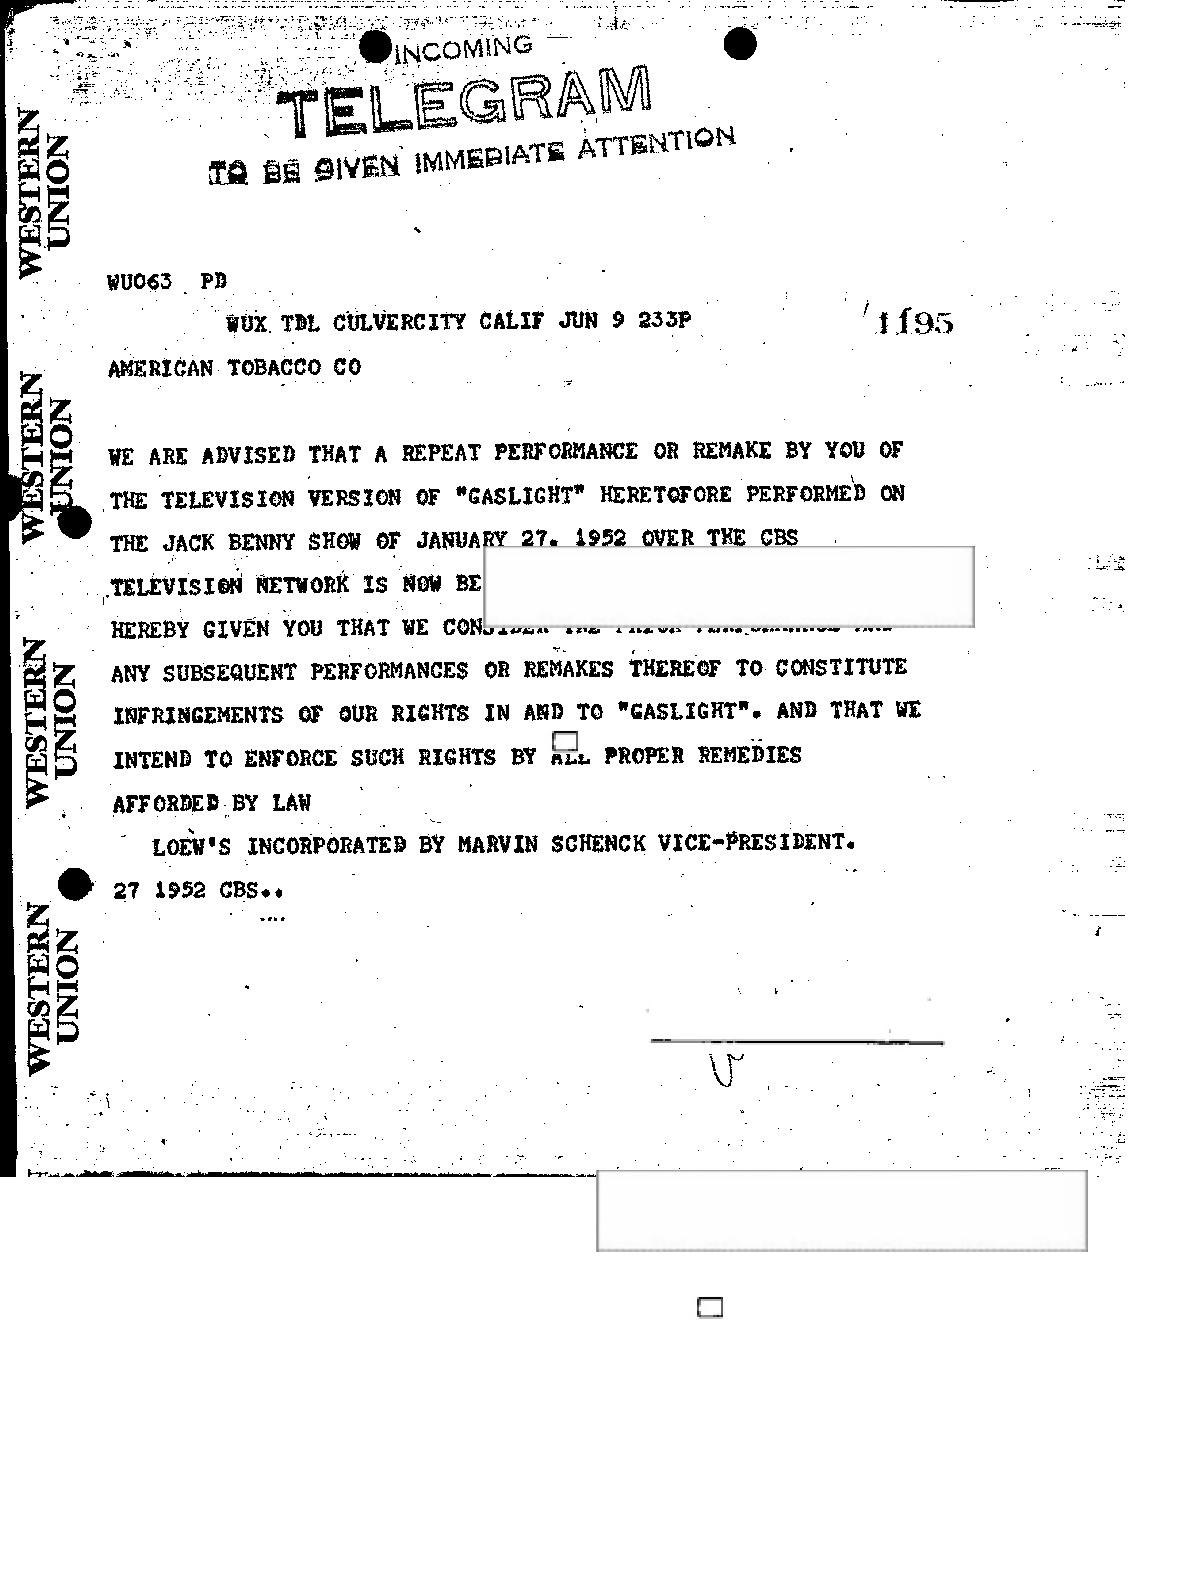 INCOMING
TELEGRAM
TO BE GIVEN IMMEDIATE ATTENTION
WESTERN UNION
WESTERN UNION
WESTERN UNION
WESTERN UNION
WU063 PD
WUX TDL CULVERCITY CALIF JUN 9 233P
1195
AMERICAN TOBACCO CO
WE ARE ADVISED THAT A REPEAT PERFORMANCE OR REMAKE BY YOU OF
THE TELEVISION VERSION OF "GASLIGHT" HERETOFORE PERFORMED ON
THE JACK BENNY SHOW OF JANUARY 27. 1952 OVER THE CBS
TELEVISION NETWORK IS NOW BE
HEREBY GIVEN YOU THAT WE CONSIDER THE PRIOR PERFORMANCE AND
ANY SUBSEQUENT PERFORMANCES OR REMAKES THEREOF TO CONSTITUTE
INFRINGEMENTS OF OUR RIGHTS IN AND TO "GASLIGHT". AND THAT WE
INTEND TO ENFORCE SUCH RIGHTS BY ALL PROPER REMEDIES
AFFORDED BY LAW
LOEW'S INCORPORATED BY MARVIN SCHENCK VICE-PRESIDENT.
27 1952 CBS..